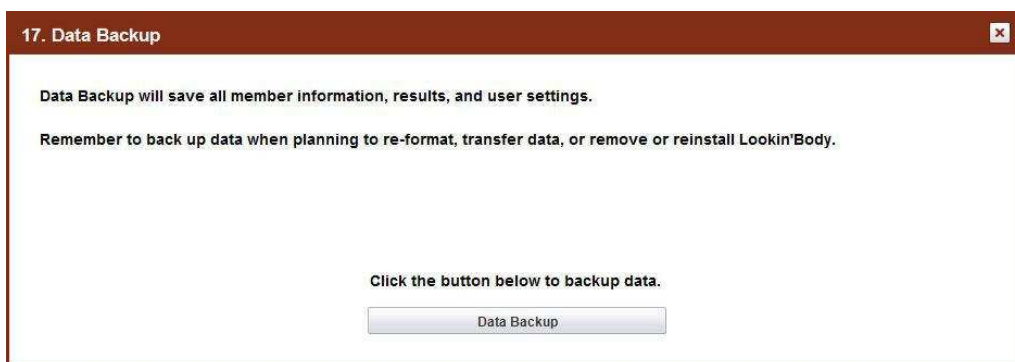 17. Data Backup
Data Backup will save all member information, results, and user settings.
Remember to back up data when planning to re-format, transfer data, or remove or reinstall Lookin'Body.
Click the button below to backup data.
Data Backup